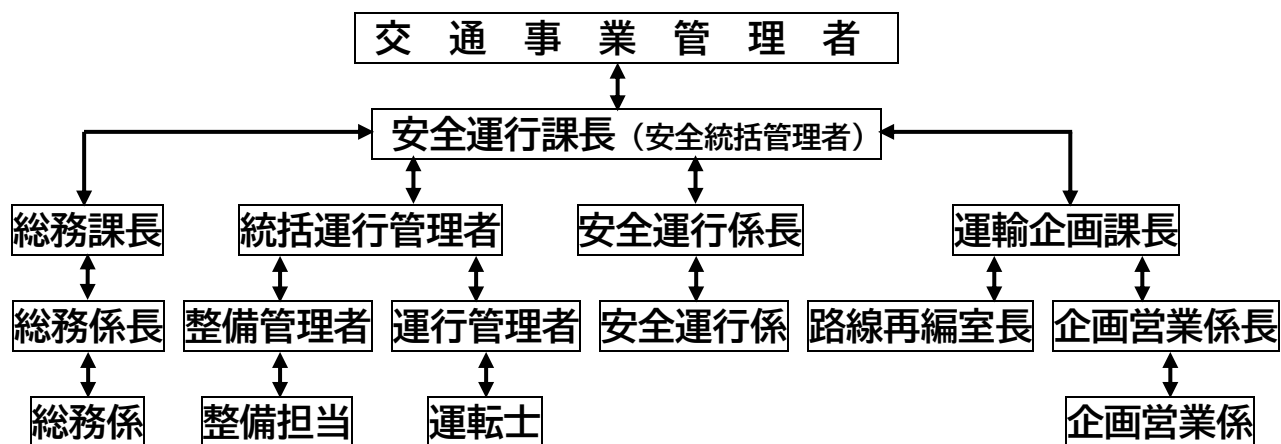 交通事業管理者
安全運行課長（安全統括管理者）
総務課長
統括運行管理者
安全運行係長
運輸企画課長
総務係長
整備管理者
運行管理者
安全運行係
路線再編室長
企画営業係長
総務係
整備担当
運転士
企画営業係